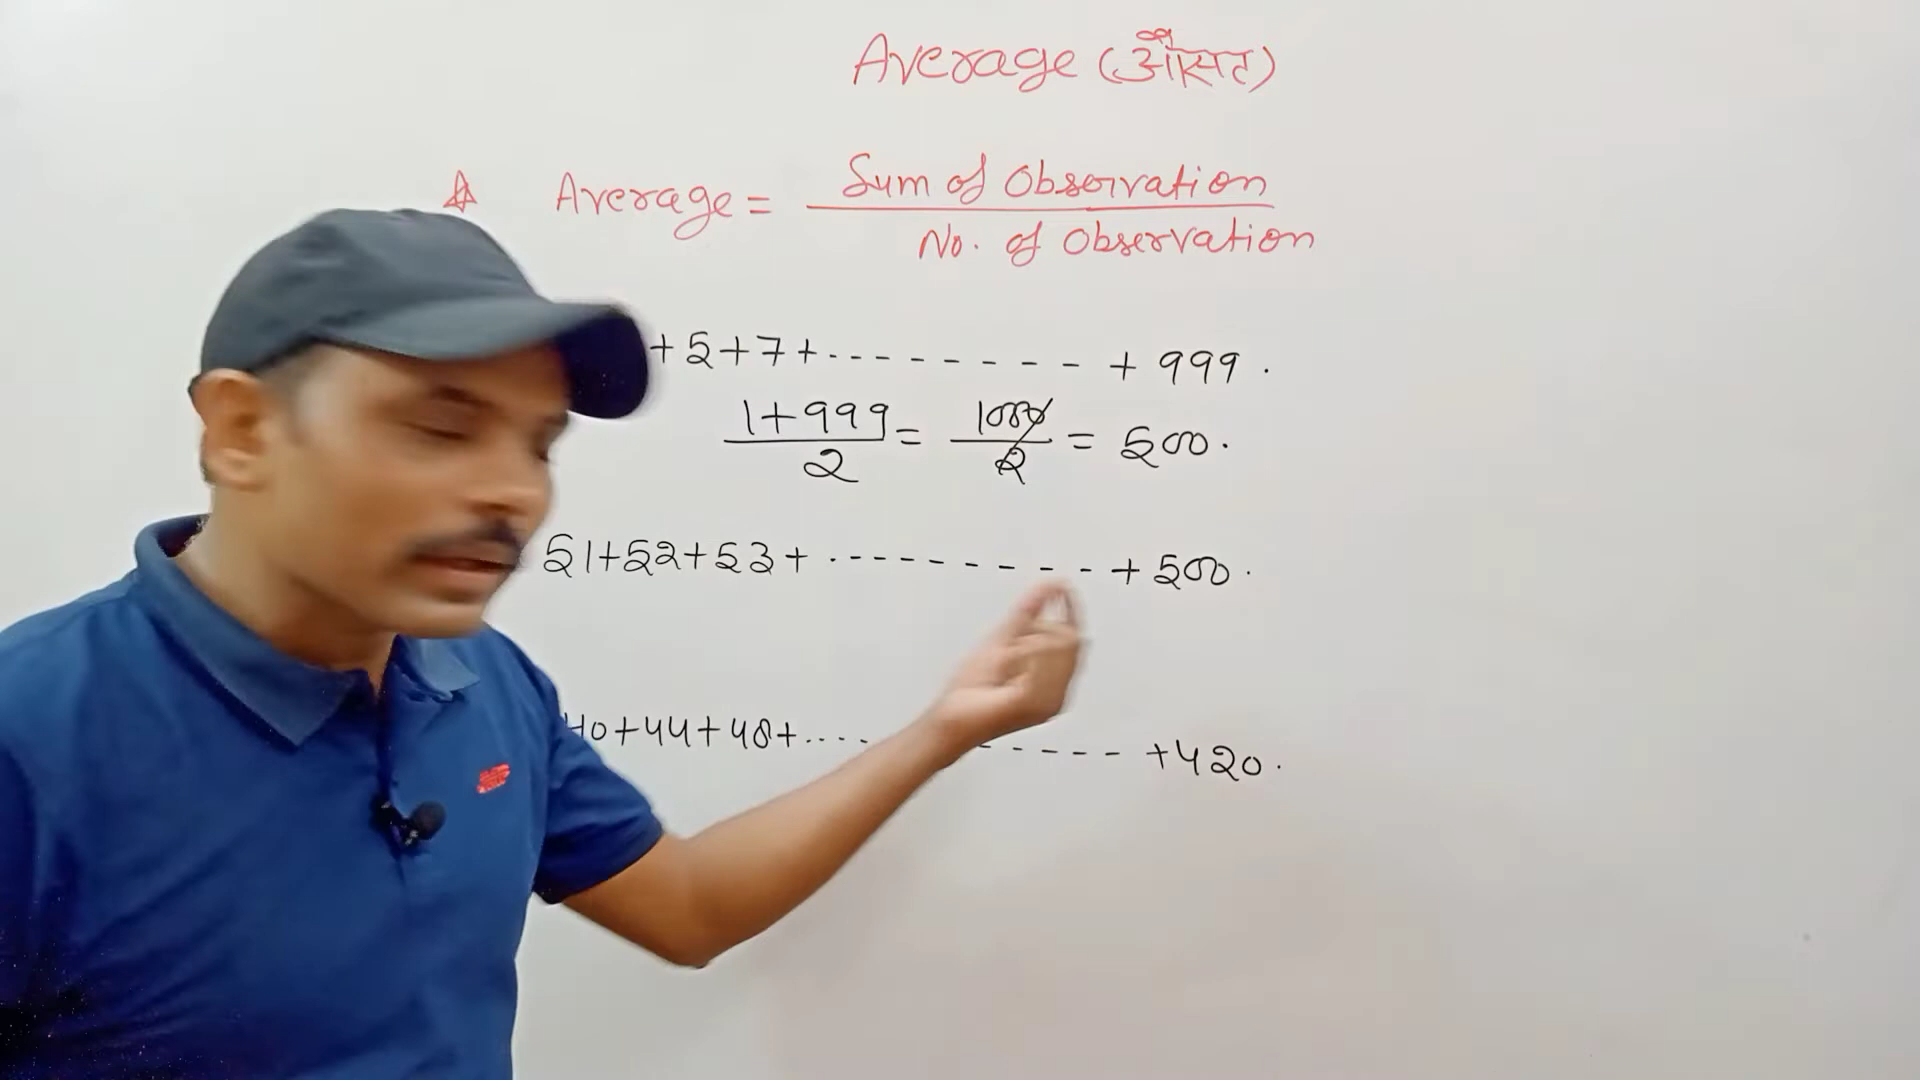 Average (औसत)
Average = Sum of Observation
No. of Observation
+5+7+--------- + 999.
1+999 = 1000 = 500.
2 2
51+52+53+---------+500.
40+44+48+---------- +420.